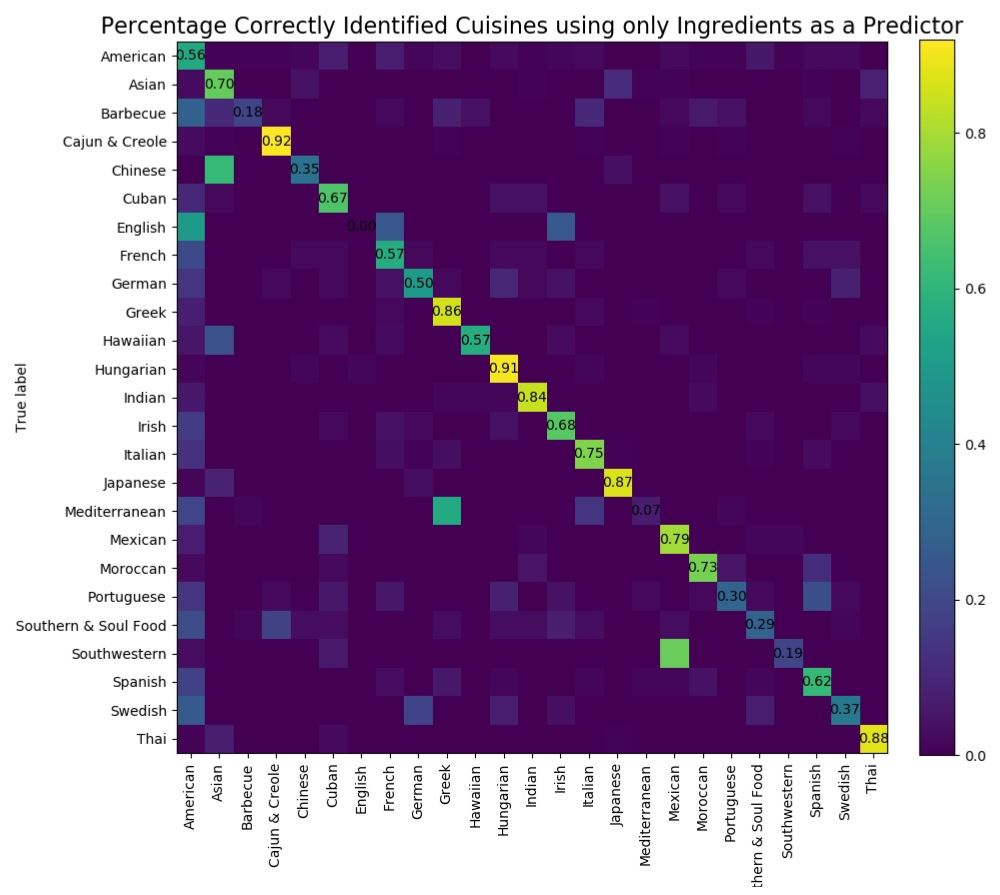 Percentage Correctly Identified Cuisines using only Ingredients as a Predictor
True label
American
Asian
Barbecue
Cajun & Creole
Chinese
Cuban
English
French
German
Greek
Hawaiian
Hungarian
Indian
Irish
Italian
Japanese
Mediterranean
Mexican
Moroccan
Portuguese
Southern & Soul Food
Southwestern
Spanish
Swedish
Thai
0.56
0.70
0.18
0.92
0.35
0.67
0.00
0.57
0.50
0.86
0.57
0.91
0.84
0.68
0.75
0.87
0.07
0.79
0.73
0.30
0.29
0.19
0.62
0.37
0.88
American
Asian
Barbecue
Cajun & Creole
Chinese
Cuban
English
French
German
Greek
Hawaiian
Hungarian
Indian
Irish
Italian
Japanese
Mediterranean
Mexican
Moroccan
Portuguese
thern & Soul Food
Southwestern
Spanish
Swedish
Thai
0.8
0.6
0.4
0.2
0.0